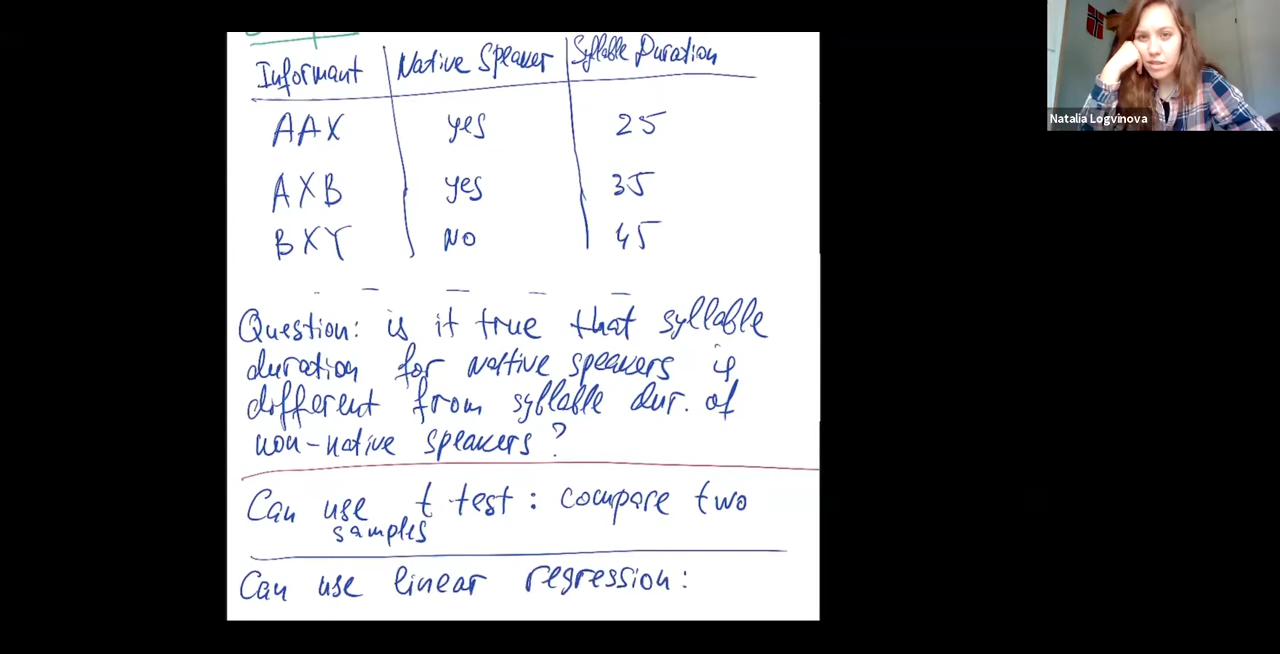 Informant Native Speaker Syllable Duration
AAX yes 25
AXB yes 35
BXY NO 45
Question: is it true that syllable
duration for native speakers is
different from syllable dur. of
non-native speakers?
Can use t test: compare two
samples
Can use linear regression:
Natalia Logvinova